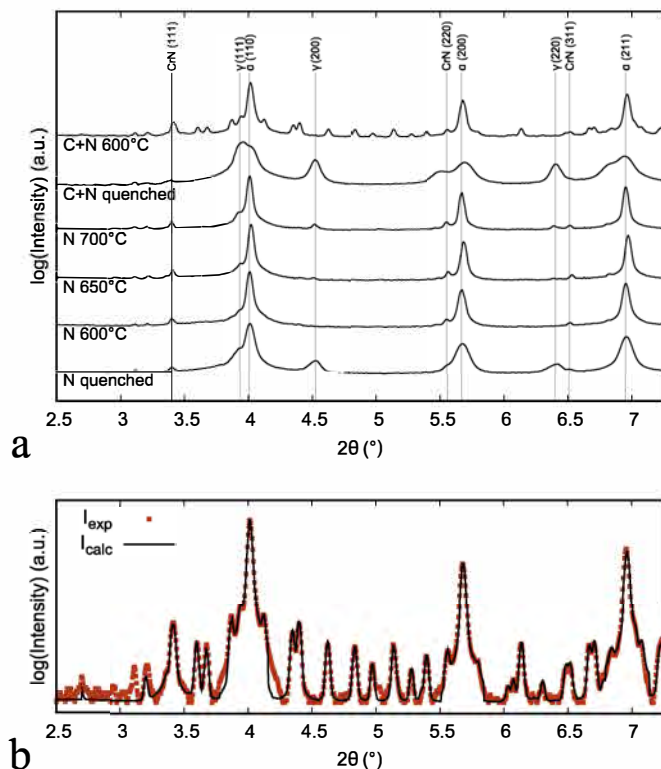 CrN (111)
γ (111)
α (110)
γ (200)
CrN (220)
α (200)
γ (220)
CrN (311)
α (211)
log(Intensity) (a.u.)
C+N 600°C
C+N quenched
N 700°C
N 650°C
N 600°C
N quenched
2.5 3 3.5 4 4.5 5 5.5 6 6.5 7
2θ (°)
a
Iexp
Icalc
log(Intensity) (a.u.)
2.5 3 3.5 4 4.5 5 5.5 6 6.5 7
2θ (°)
b